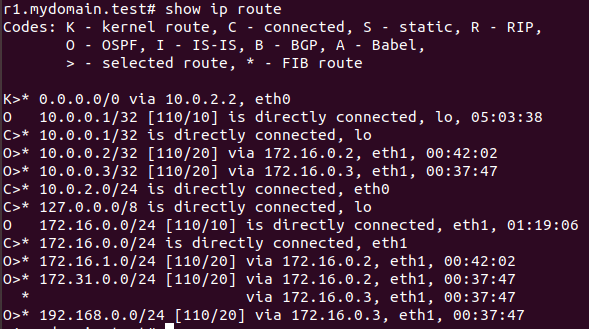 r1.mydomain.test# show ip route
Codes: K - kernel route, C - connected, S - static, R - RIP,
       O - OSPF, I - IS-IS, B - BGP, A - Babel,
       > - selected route, * - FIB route

K>* 0.0.0.0/0 via 10.0.2.2, eth0
O   10.0.0.1/32 [110/10] is directly connected, lo, 05:03:38
C>* 10.0.0.1/32 is directly connected, lo
O>* 10.0.0.2/32 [110/20] via 172.16.0.2, eth1, 00:42:02
O>* 10.0.0.3/32 [110/20] via 172.16.0.3, eth1, 00:37:47
C>* 10.0.2.0/24 is directly connected, eth0
C>* 127.0.0.0/8 is directly connected, lo
O   172.16.0.0/24 [110/10] is directly connected, eth1, 01:19:06
C>* 172.16.0.0/24 is directly connected, eth1
O>* 172.16.1.0/24 [110/20] via 172.16.0.2, eth1, 00:42:02
O>* 172.31.0.0/24 [110/20] via 172.16.0.2, eth1, 00:37:47
  *                        via 172.16.0.3, eth1, 00:37:47
O>* 192.168.0.0/24 [110/20] via 172.16.0.3, eth1, 00:37:47